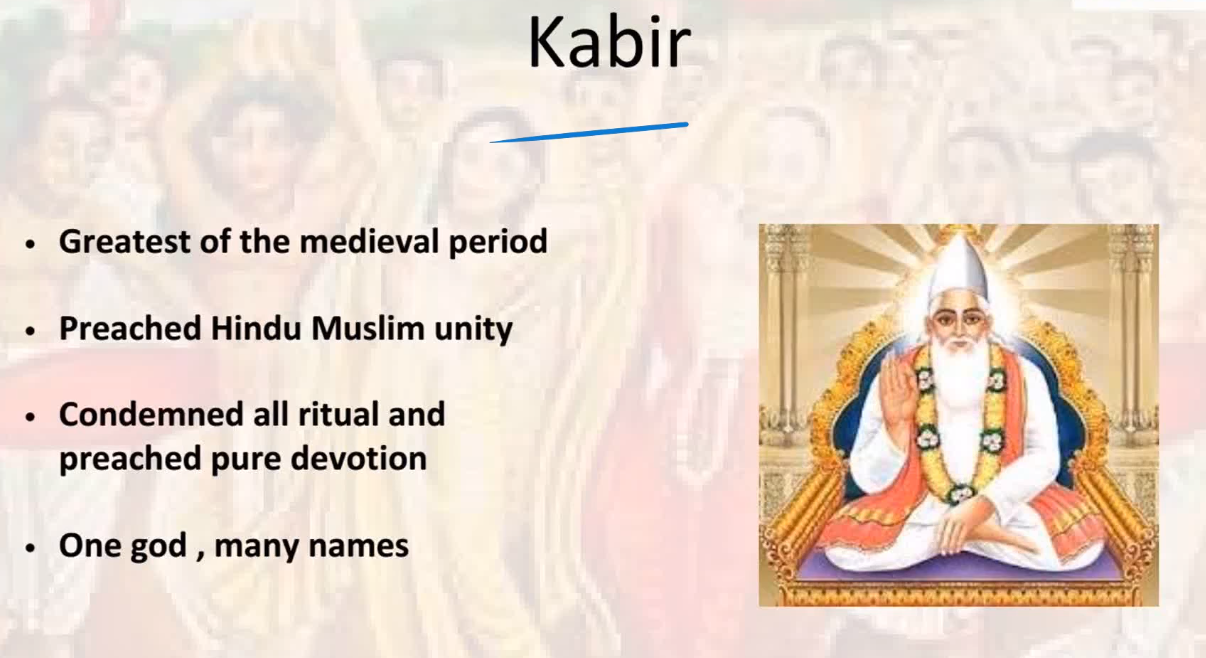 Kabir
• Greatest of the medieval period
• Preached Hindu Muslim unity
• Condemned all ritual and
preached pure devotion
• One god , many names